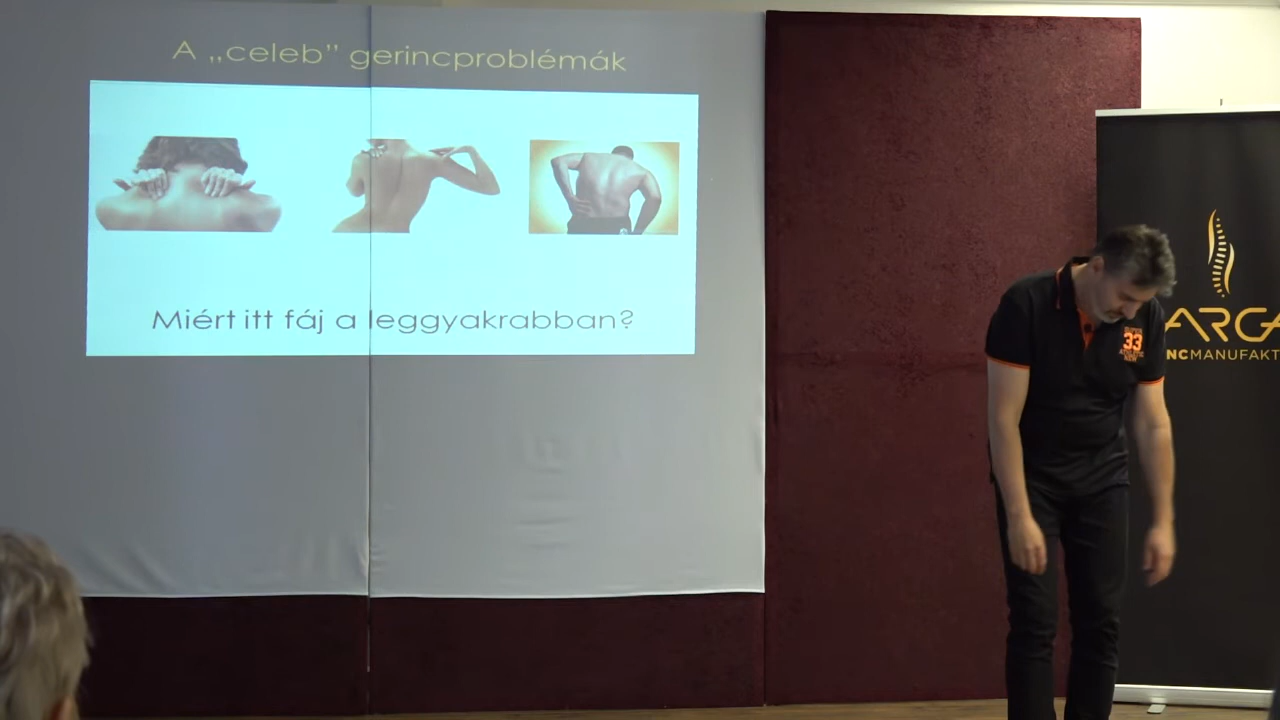 A „celeb” gerincproblémák
Miért itt fáj a leggyakrabban?
33
ARGA
NCMANUFAKT